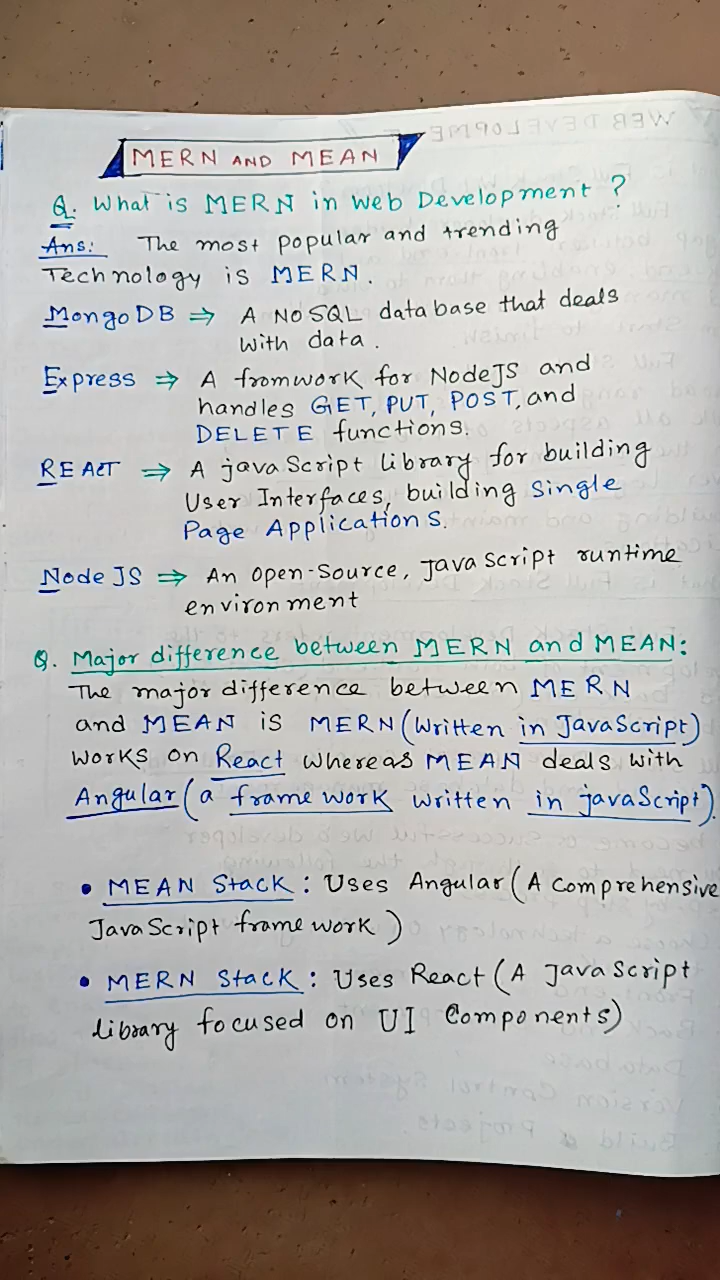 MERN AND MEAN
Q. What is MERN in Web Development ?
Ans: The most popular and trending
Technology is MERN.
MongoDB ⇒ A NoSQL database that deals
with data.
Express ⇒ A fromwork for NodeJS and
handles GET, PUT, POST, and
DELETE functions.
REACT ⇒ A javaScript library for building
User Interfaces, building single
Page Applications.
Node JS ⇒ An open-source, JavaScript runtime
environment
Q. Major difference between MERN and MEAN:
The major difference between MERN
and MEAN is MERN (Written in JavaScript)
works on React whereas MEAN deals with
Angular (a frame work written in javaScript).
• MEAN Stack : Uses Angular (A comprehensive
JavaScript frame work)
• MERN Stack : Uses React (A JavaScript
library focused on UI Components)